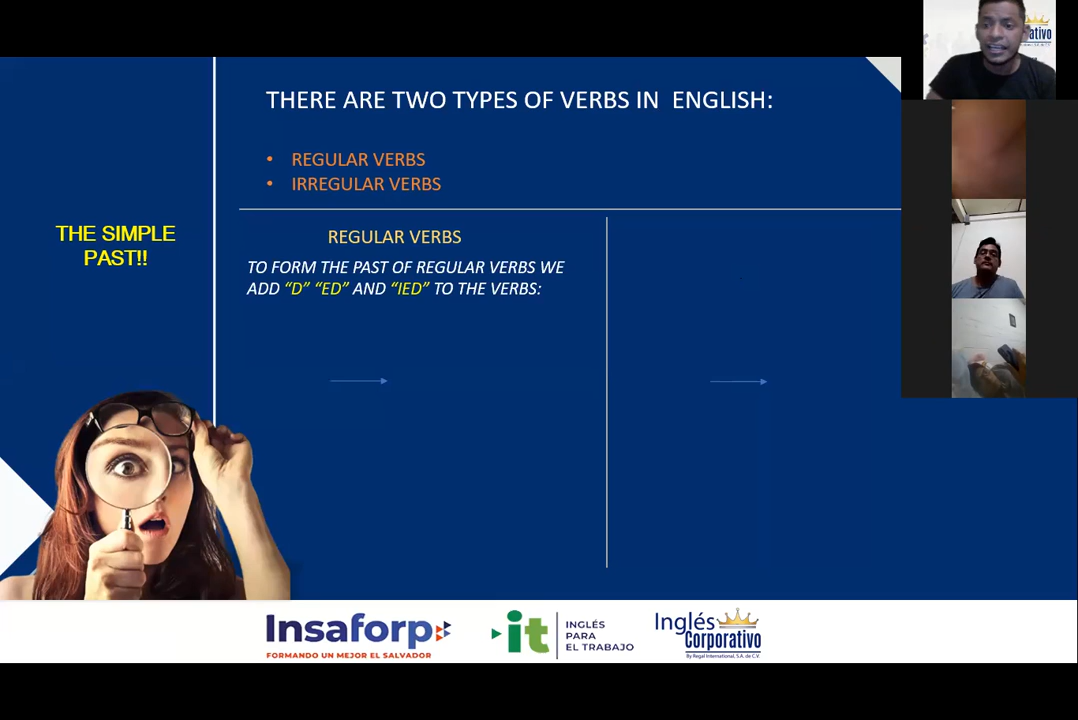 THERE ARE TWO TYPES OF VERBS IN ENGLISH:
• REGULAR VERBS
• IRREGULAR VERBS
THE SIMPLE
PAST!!
REGULAR VERBS
TO FORM THE PAST OF REGULAR VERBS WE
ADD “D” “ED” AND “IED” TO THE VERBS:
Insaforp
FORMANDO UN MEJOR EL SALVADOR
it
INGLÉS
PARA
EL TRABAJO
Inglés
Corporativo
By Regal International, S.A. de C.V.